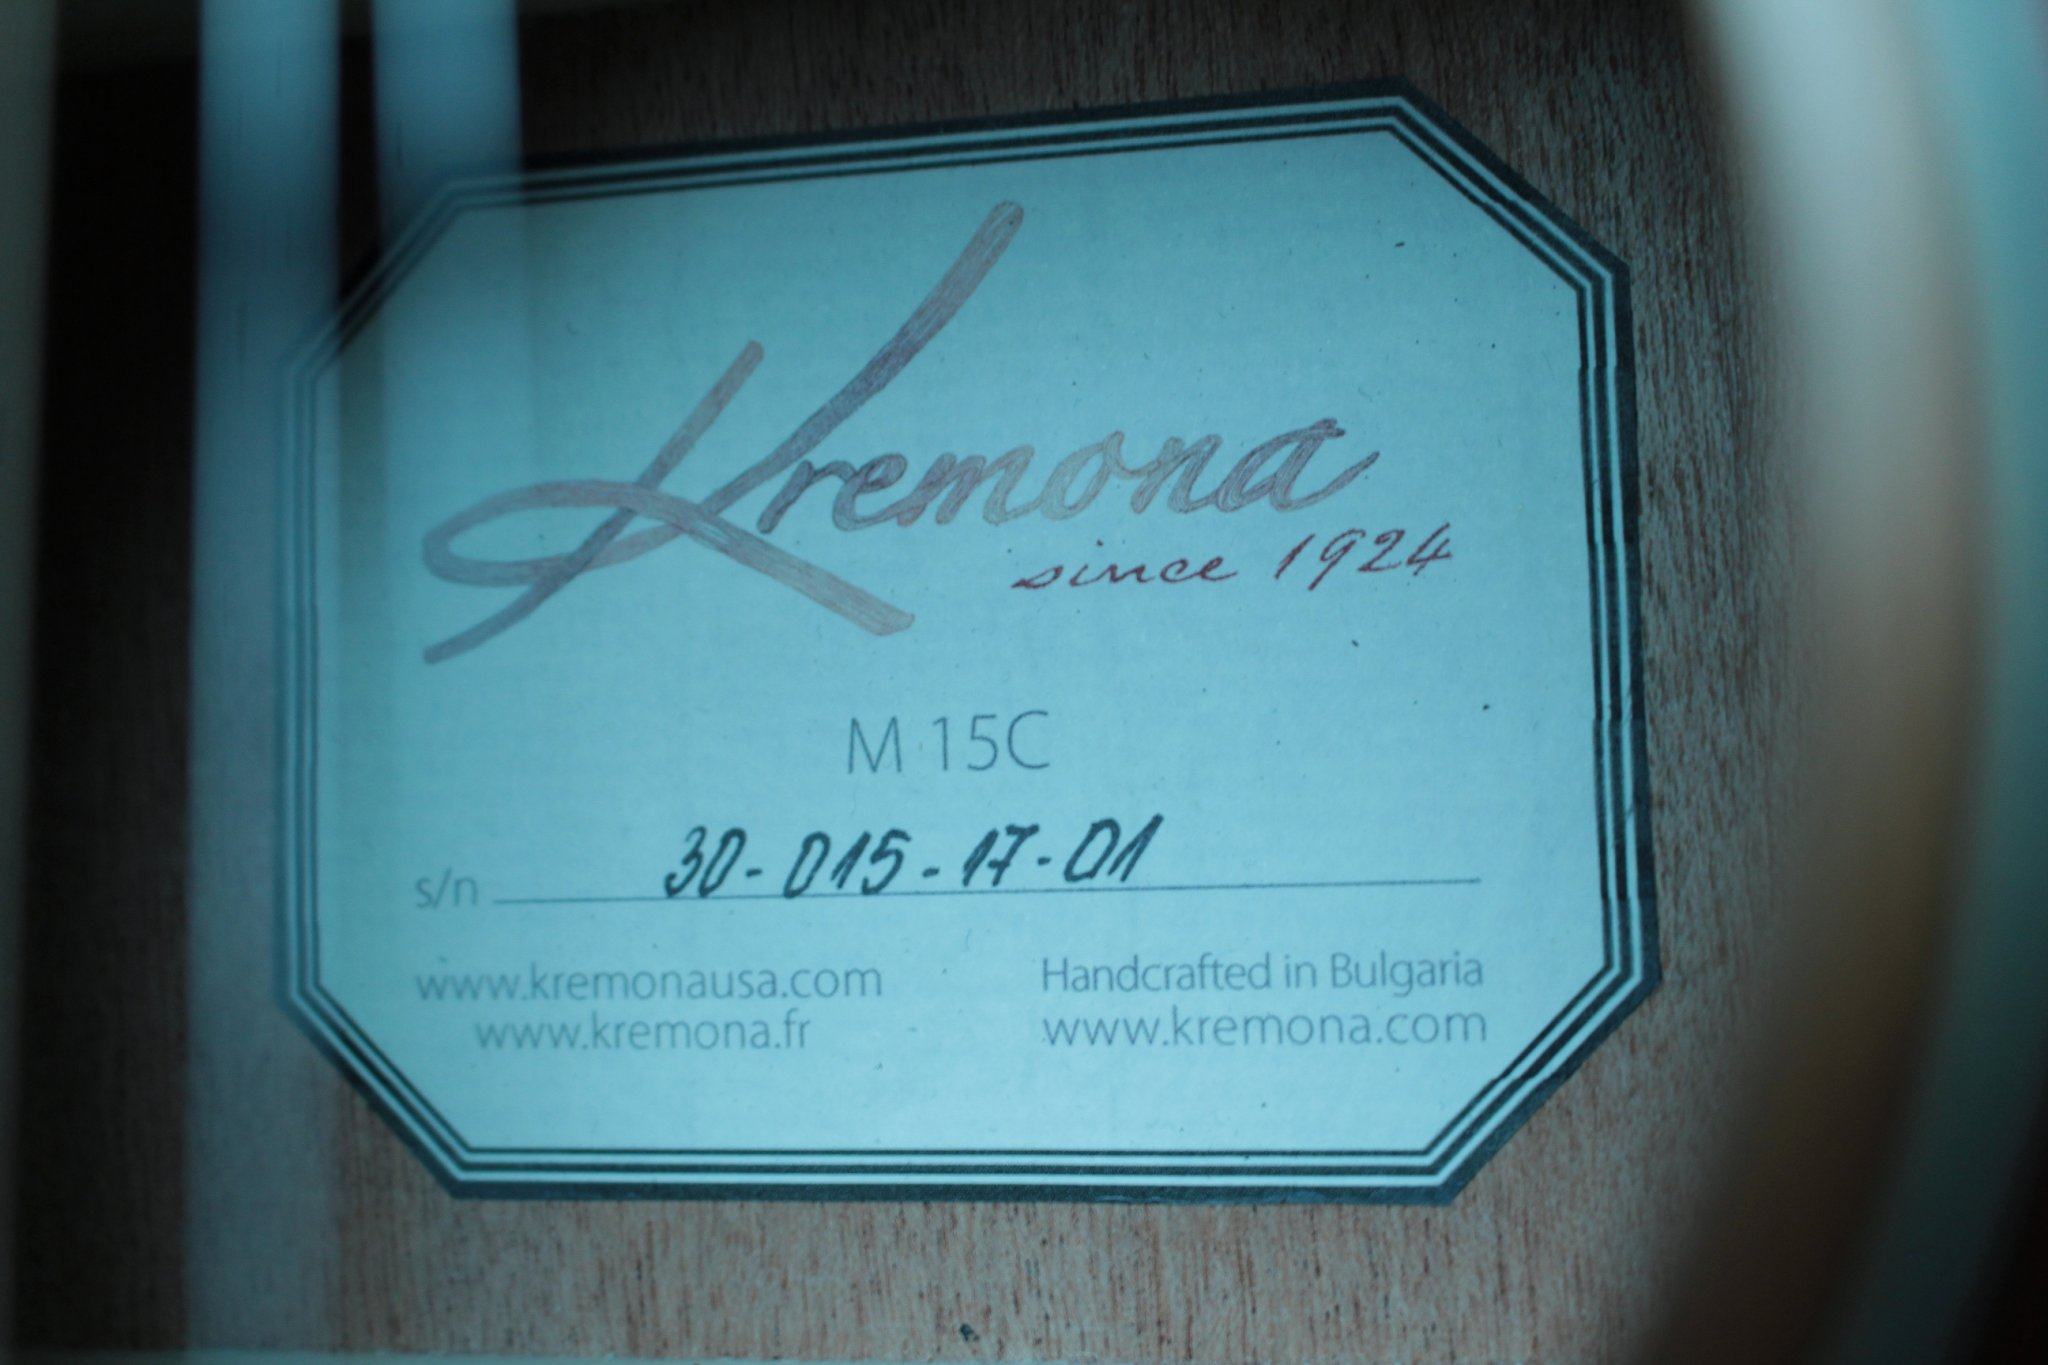 Kremona
since 1924
M 15C
s/n 30-015-17-01
www.kremonausa.com
www.kremona.fr
Handcrafted in Bulgaria
www.kremona.com